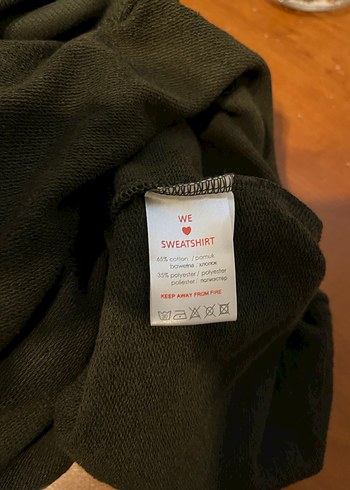 WE
SWEATSHIRT
65% cotton / pamuk
bawełna / хлопок
35% polyester / polyester
poliester / полиэстер
KEEP AWAY FROM FIRE